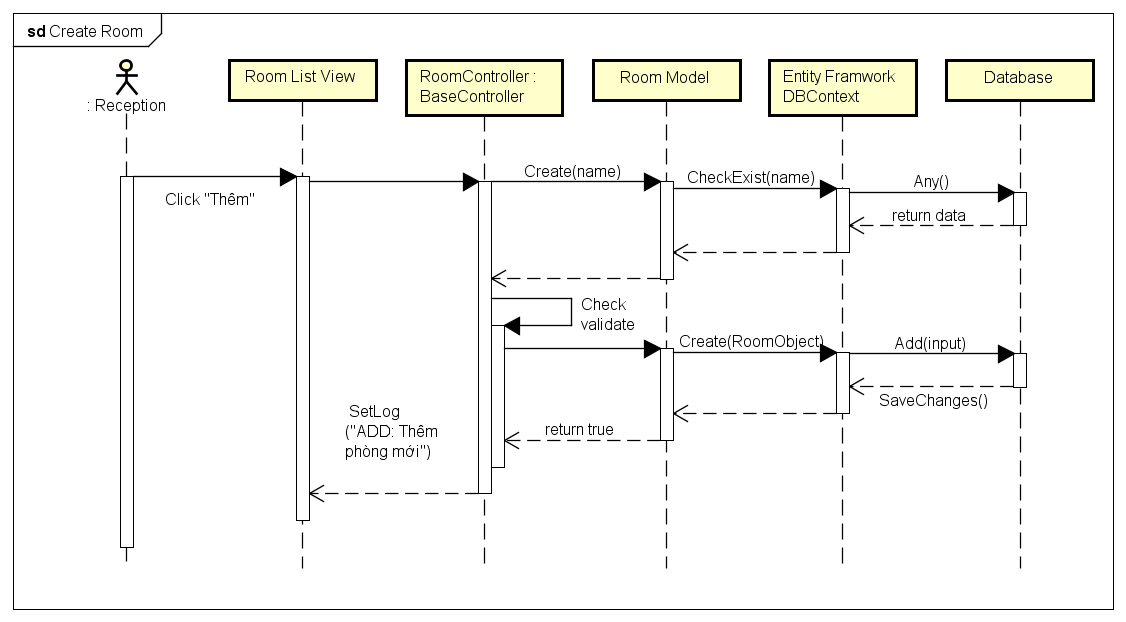 sd Create Room
: Reception
Room List View
RoomController :
BaseController
Room Model
Entity Framwork
DBContext
Database
Click "Thêm"
Create(name)
CheckExist(name)
Any()
return data
Check
validate
Create(RoomObject)
Add(input)
SaveChanges()
return true
SetLog
("ADD: Thêm
phòng mới")